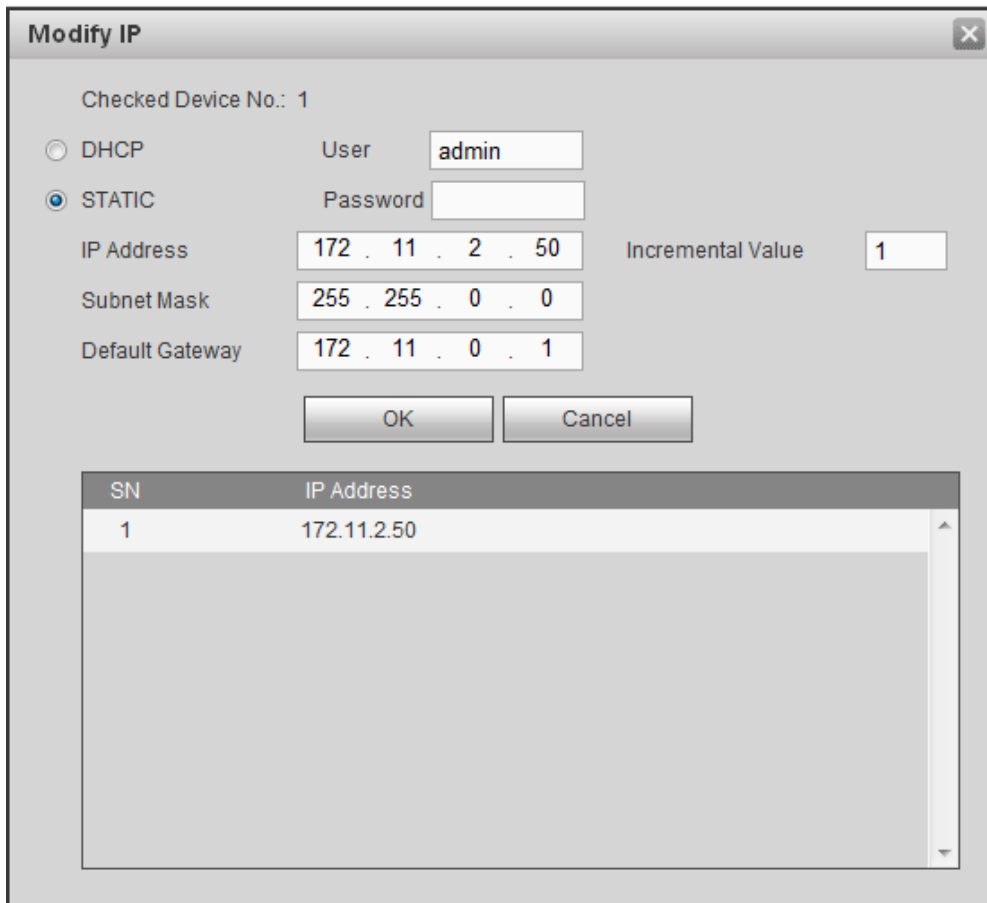 Modify IP
Checked Device No.: 1
DHCP User admin
STATIC Password
IP Address 172 . 11 . 2 . 50 Incremental Value 1
Subnet Mask 255 . 255 . 0 . 0
Default Gateway 172 . 11 . 0 . 1
OK Cancel
SN IP Address
1 172.11.2.50